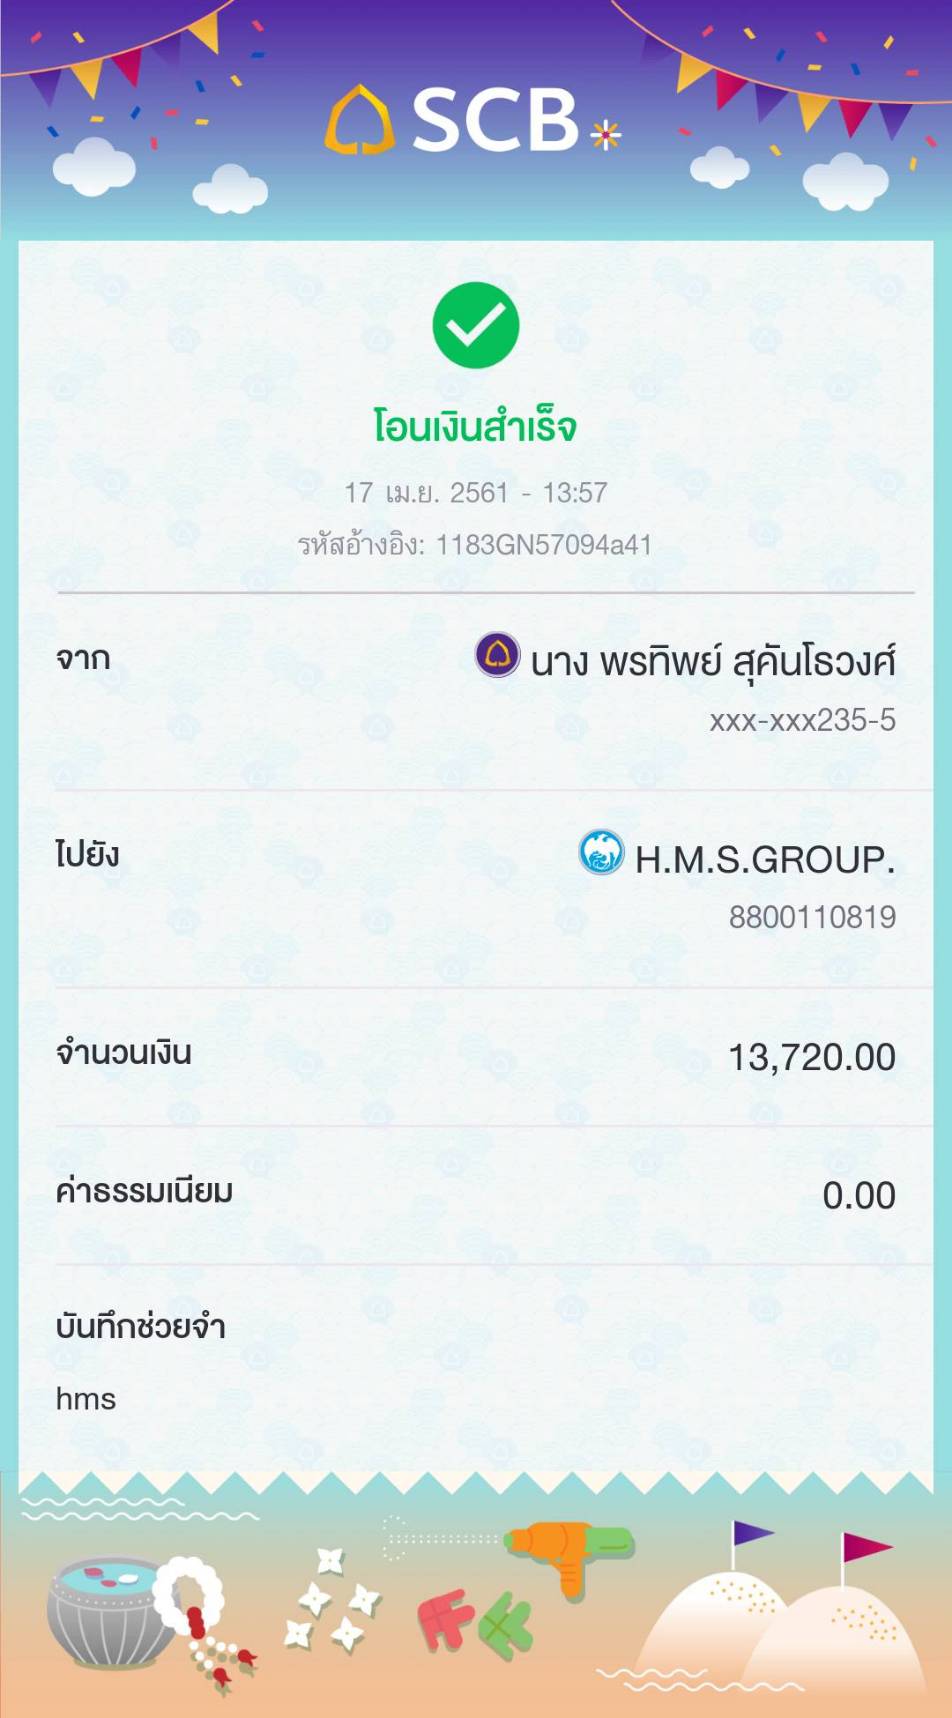 SCB
โอนเงินสำเร็จ
17 เม.ย. 2561 - 13:57
รหัสอ้างอิง: 1183GN57094a41
จาก
นาง พรทิพย์ สุคันโธวงศ์
xxx-xxx235-5
ไปยัง
H.M.S.GROUP.
8800110819
จำนวนเงิน
13,720.00
ค่าธรรมเนียม
0.00
บันทึกช่วยจำ
hms